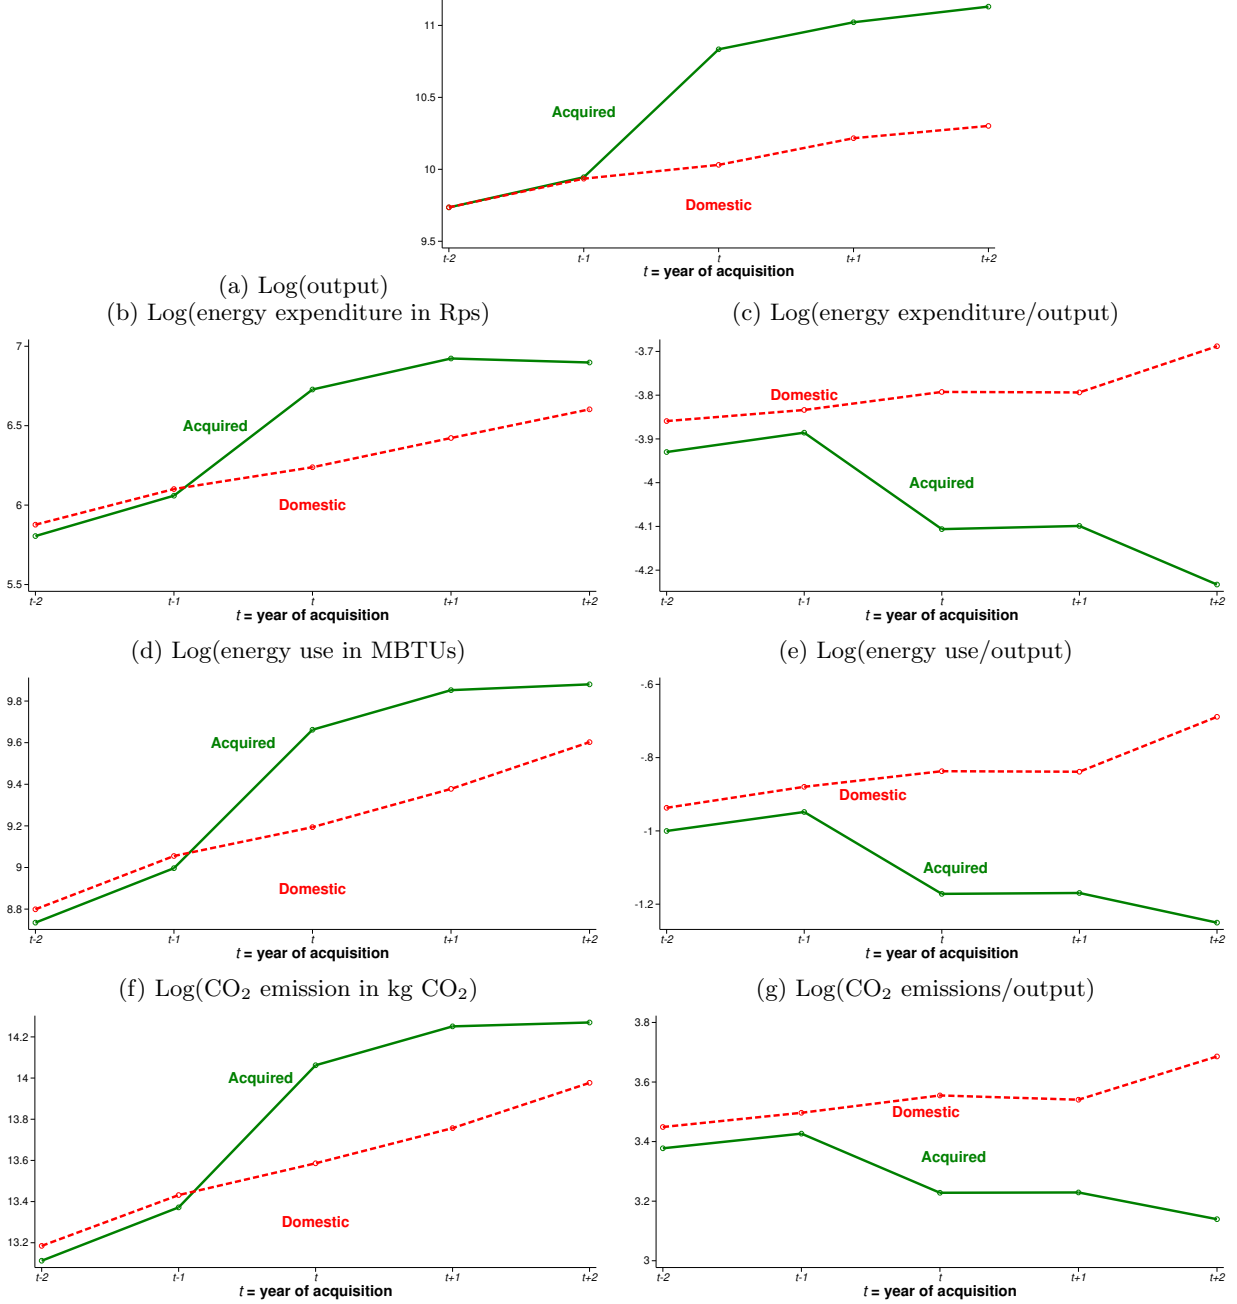 11
10.5
Acquired
10
Domestic
9.5
t-2 t-1 t t+1 t+2
t = year of acquisition
(a) Log(output)
(b) Log(energy expenditure in Rps)
7
6.5
Acquired
6
Domestic
5.5
t-2 t-1 t t+1 t+2
t = year of acquisition
(c) Log(energy expenditure/output)
-3.7
-3.8
Domestic
-3.9
-4
Acquired
-4.1
-4.2
t-2 t-1 t t+1 t+2
t = year of acquisition
(d) Log(energy use in MBTUs)
9.8
9.6
Acquired
9.4
9.2
9
Domestic
8.8
t-2 t-1 t t+1 t+2
t = year of acquisition
(e) Log(energy use/output)
-.6
-.8
Domestic
-1
Acquired
-1.2
t-2 t-1 t t+1 t+2
t = year of acquisition
(f) Log(CO₂ emission in kg CO₂)
14.2
14
Acquired
13.8
13.6
13.4
Domestic
13.2
t-2 t-1 t t+1 t+2
t = year of acquisition
(g) Log(CO₂ emissions/output)
3.8
3.6
Domestic
3.4
Acquired
3.2
3
t-2 t-1 t t+1 t+2
t = year of acquisition